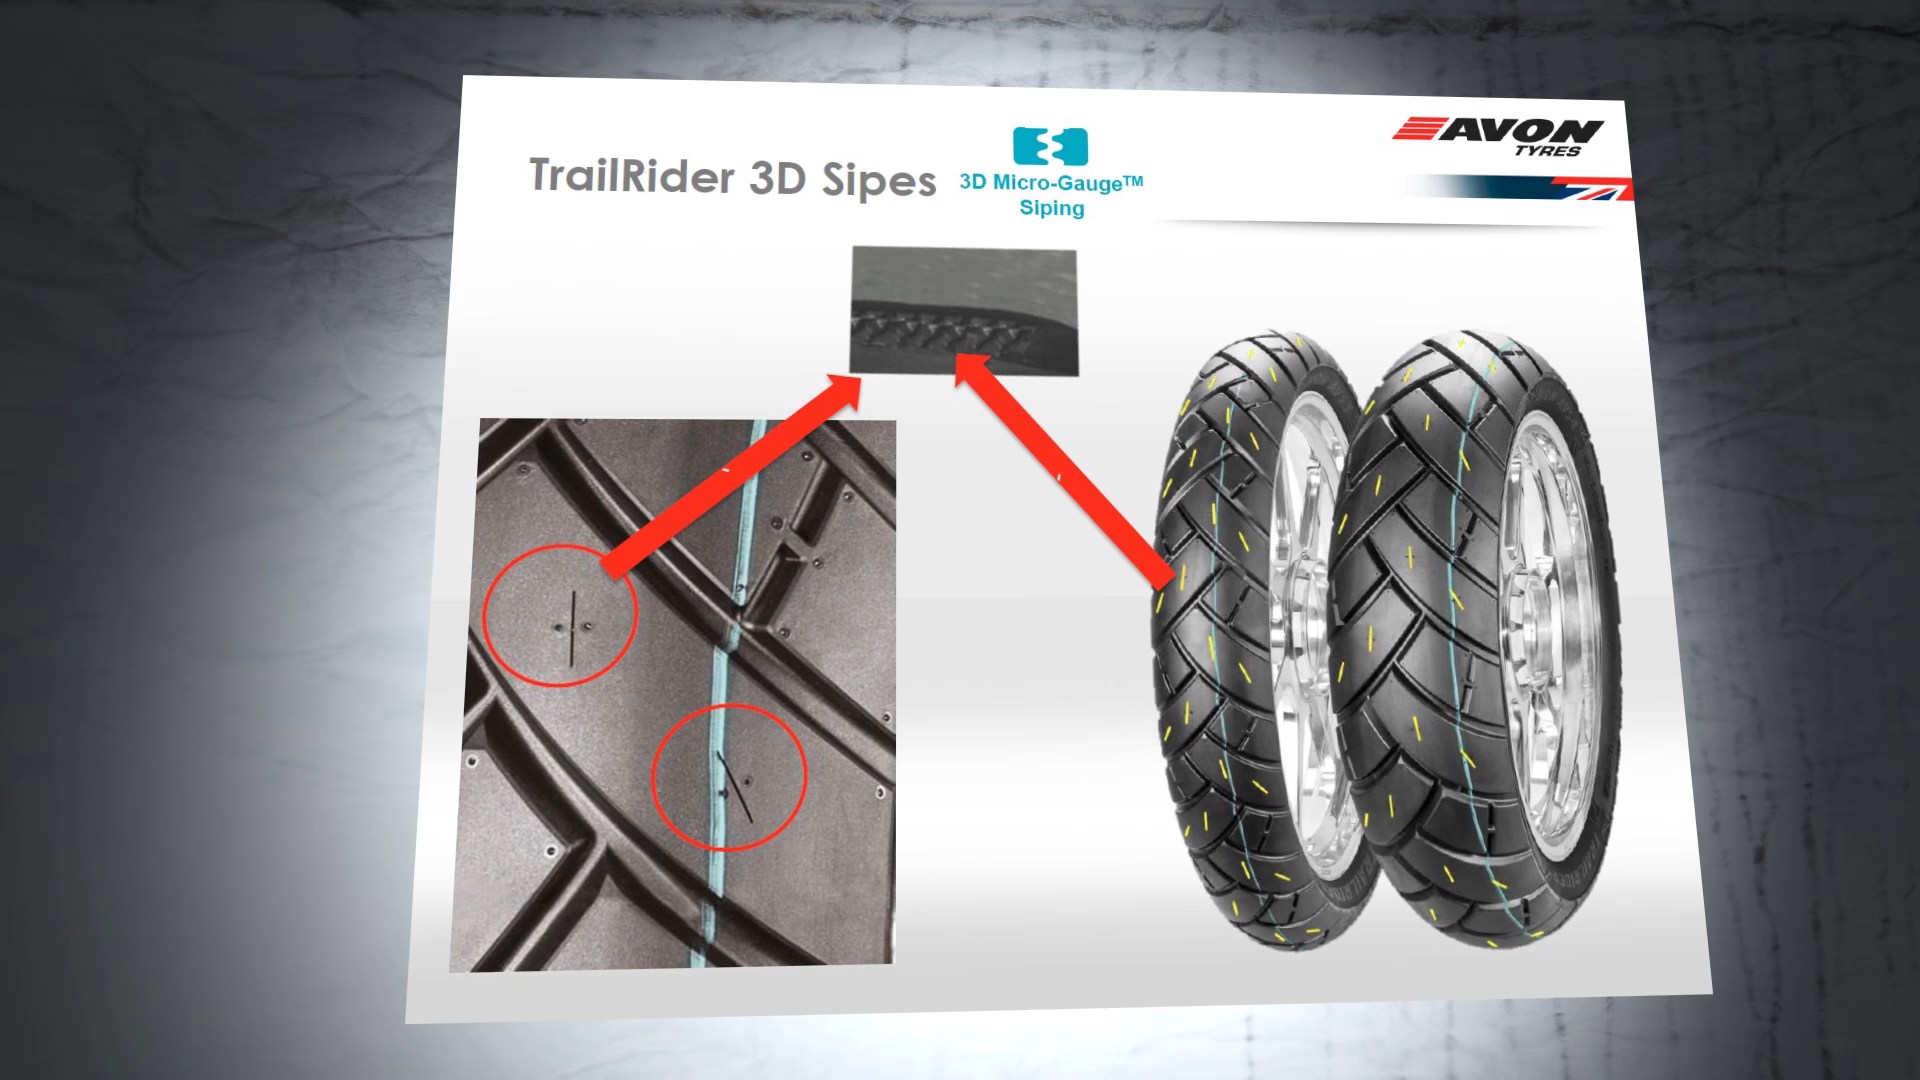 TrailRider 3D Sipes
3D Micro-Gauge™
Siping
AVON
TYRES